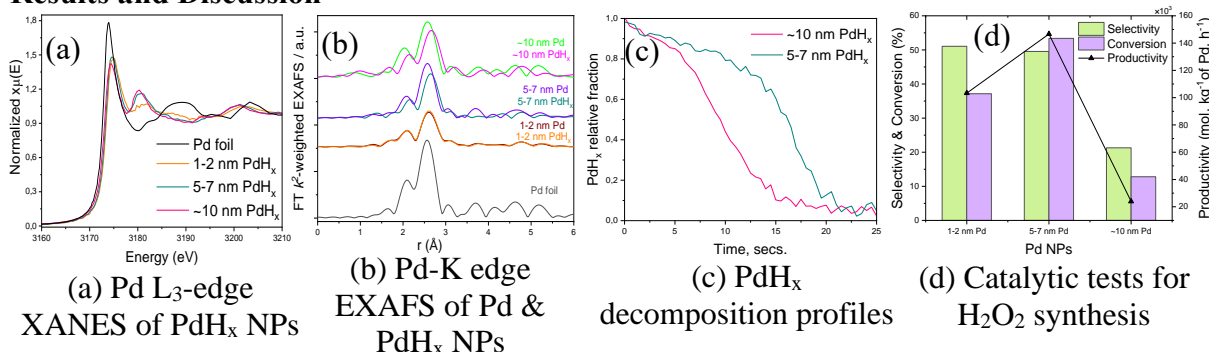 Results and Discussion
(a)
Normalized xμ(E)
1,8
1,5
1,2
0,9
0,6
0,3
0,0
Pd foil
1-2 nm PdHx
5-7 nm PdHx
~10 nm PdHx
3160 3170 3180 3190 3200 3210
Energy (eV)
(b)
FT k²-weighted EXAFS / a.u.
~10 nm Pd
~10 nm PdHx
5-7 nm Pd
5-7 nm PdHx
1-2 nm Pd
1-2 nm PdHx
Pd foil
0 1 2 3 4 5 6
r (Å)
(c)
PdHx relative fraction
1,0
0,8
0,6
0,4
0,2
0,0
~10 nm PdHx
5-7 nm PdHx
0 5 10 15 20 25
Time, secs.
(d)
Selectivity & Conversion (%)
60
50
40
30
20
10
0
Selectivity
Conversion
Productivity
×10³
160
140
120
100
80
60
40
20
Productivity (mol. kg⁻¹ of Pd. h⁻¹)
1-2 nm Pd 5-7 nm Pd ~10 nm Pd
Pd NPs
(a) Pd L₃-edge
XANES of PdHx NPs
(b) Pd-K edge
EXAFS of Pd &
PdHx NPs
(c) PdHx
decomposition profiles
(d) Catalytic tests for
H₂O₂ synthesis